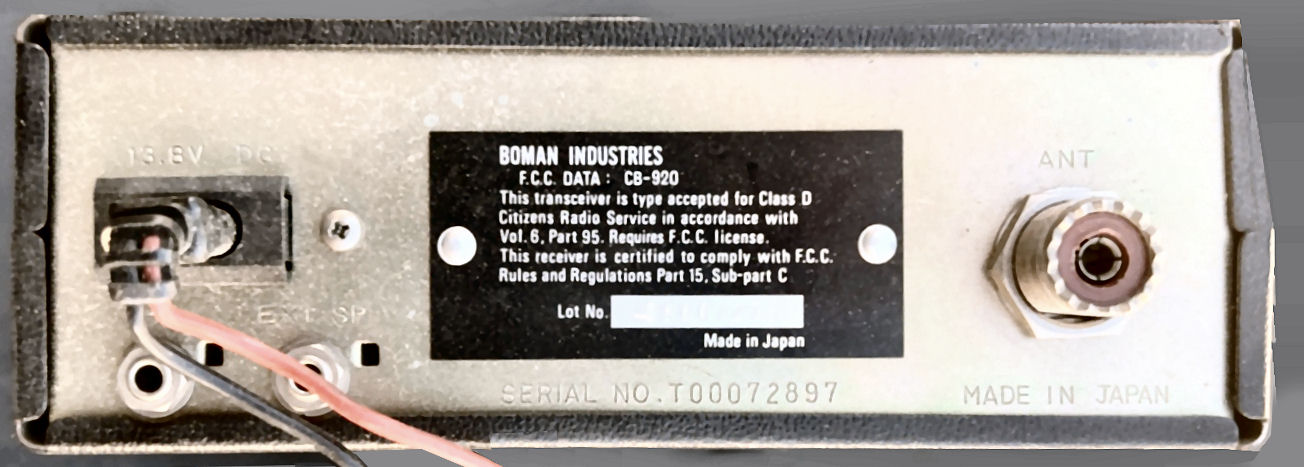 13.8V DC
BOMAN INDUSTRIES
F.C.C. DATA : CB-920
This transceiver is type accepted for Class D
Citizens Radio Service in accordance with
Vol. 6, Part 95. Requires F.C.C. license.
This receiver is certified to comply with F.C.C.
Rules and Regulations Part 15, Sub-part C
Lot No.
Made in Japan
ANT
EXT SP
SERIAL NO.T00072897
MADE IN JAPAN